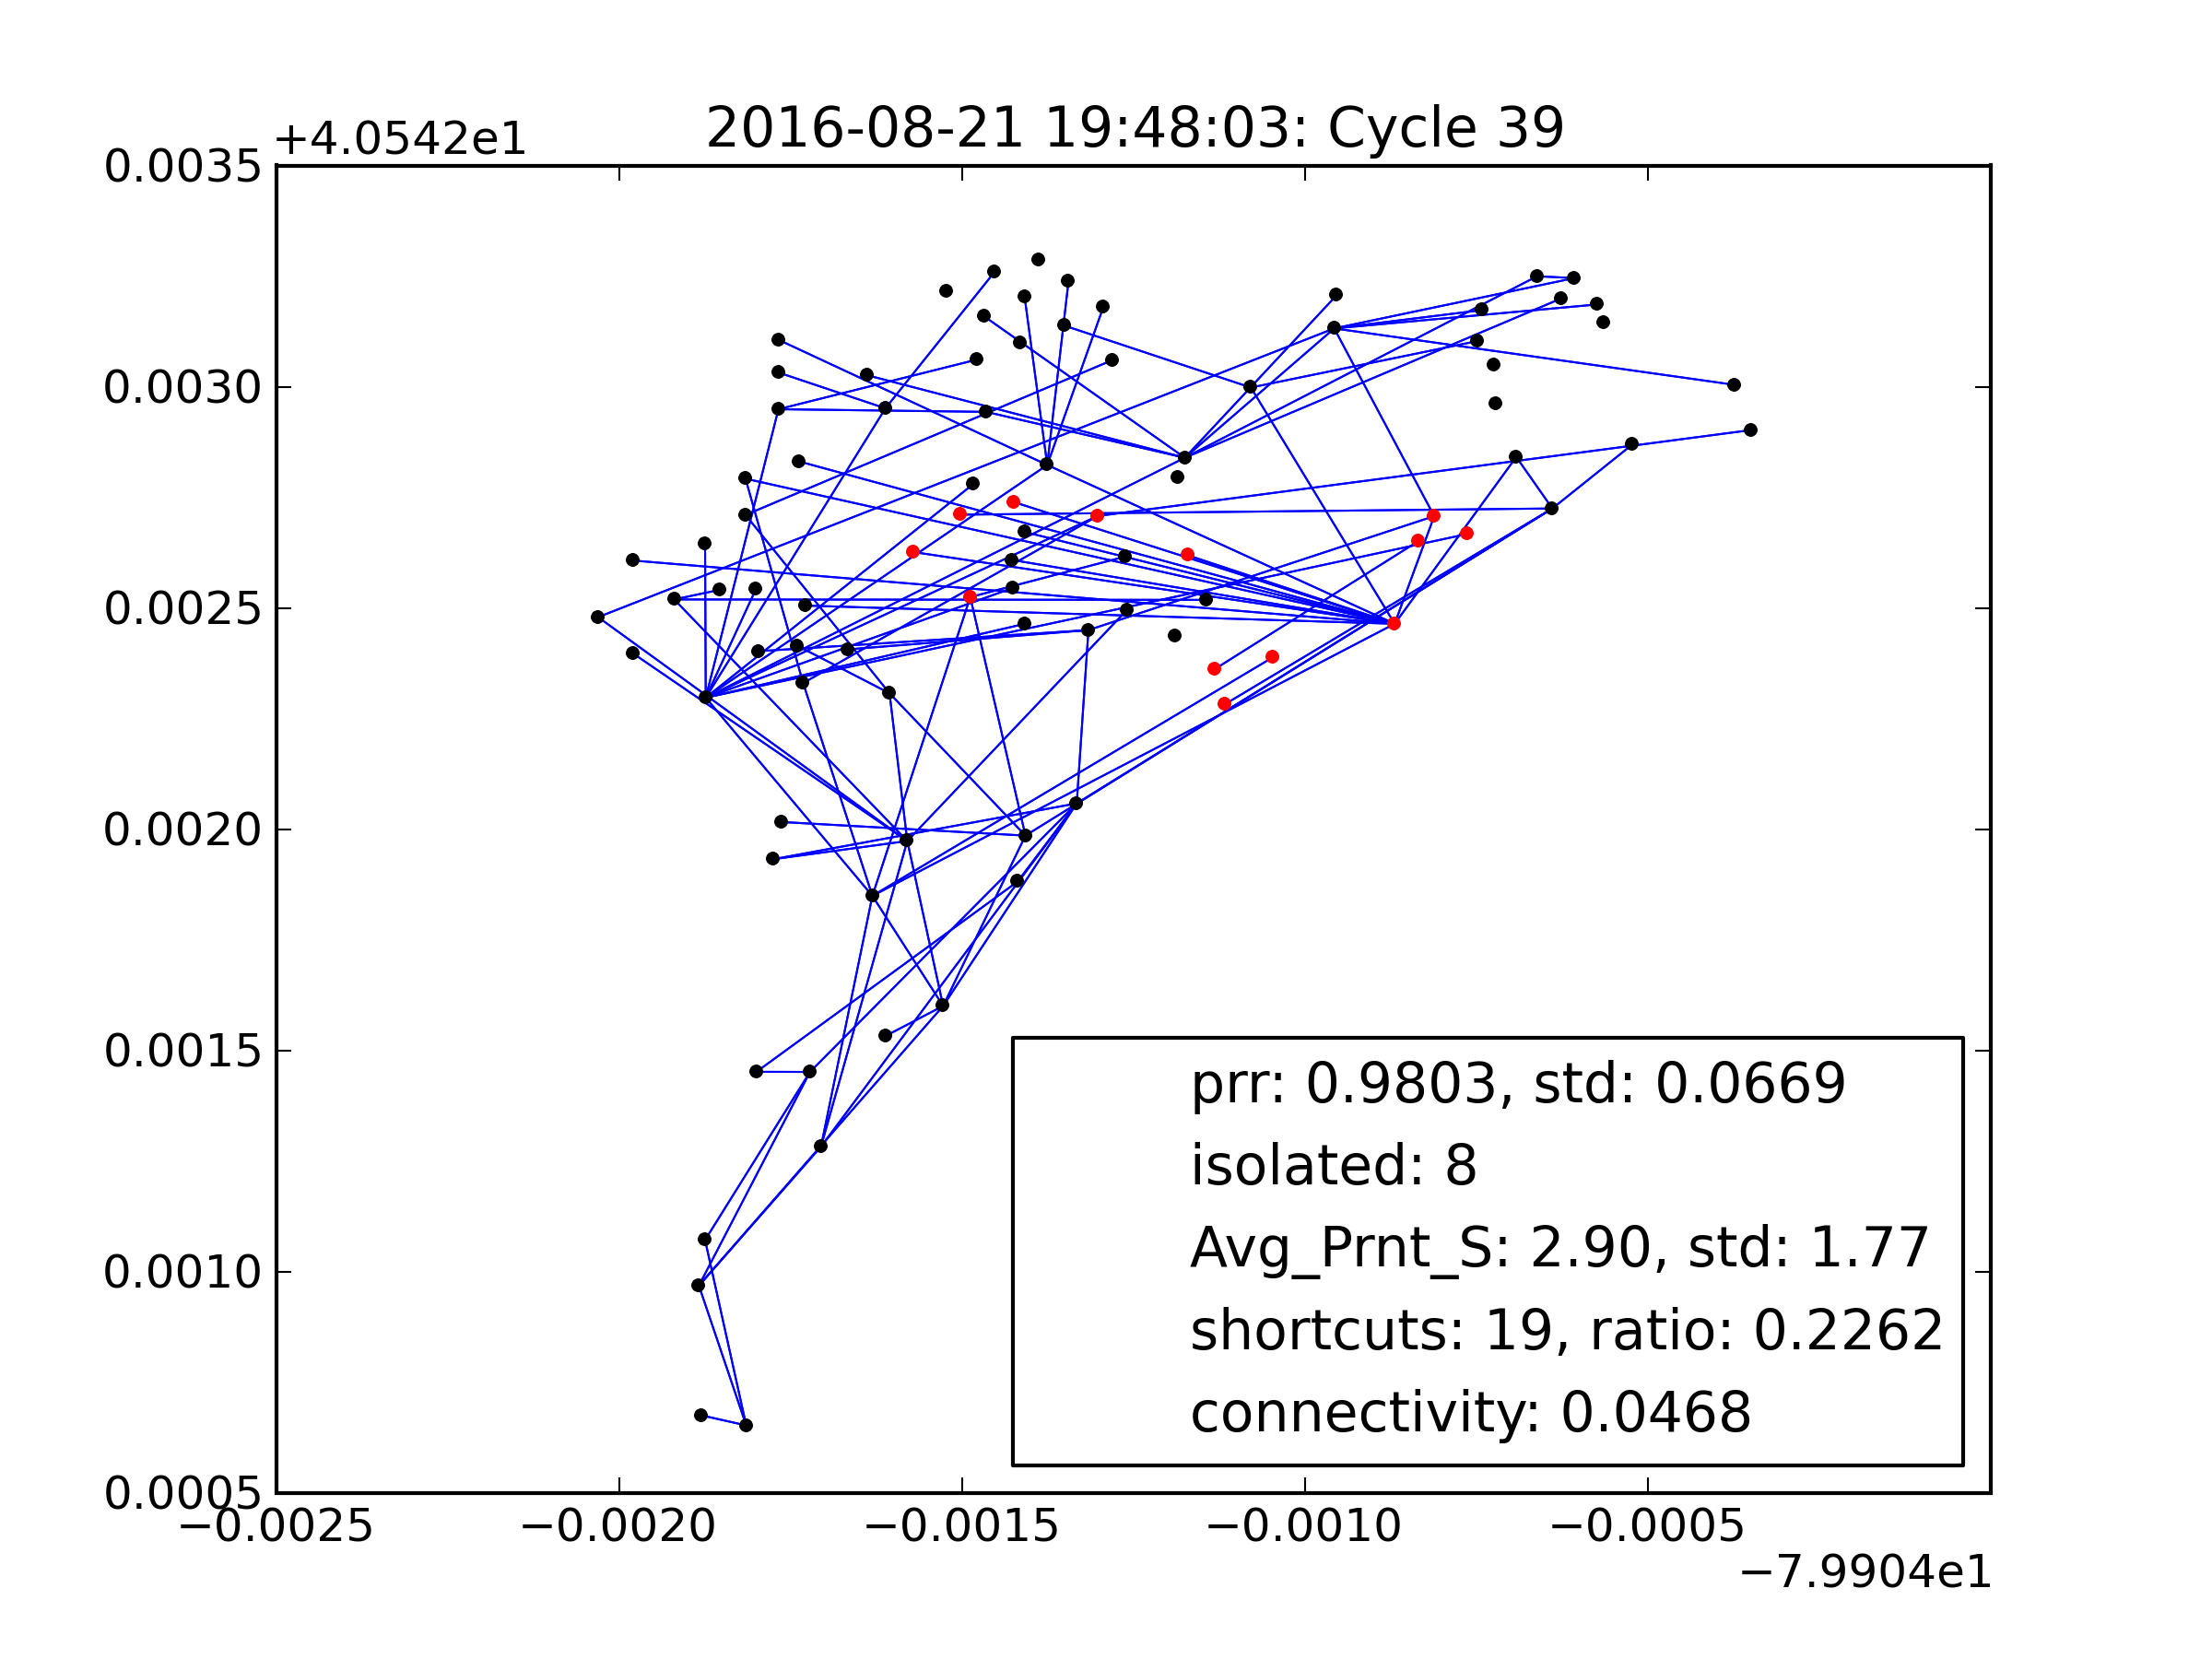 2016-08-21 19:48:03: Cycle 39
+4.0542e1
0.0035
0.0030
0.0025
0.0020
0.0015
0.0010
0.0005
prr: 0.9803, std: 0.0669
isolated: 8
Avg_Prnt_S: 2.90, std: 1.77
shortcuts: 19, ratio: 0.2262
connectivity: 0.0468
−0.0025 −0.0020 −0.0015 −0.0010 −0.0005
−7.9904e1